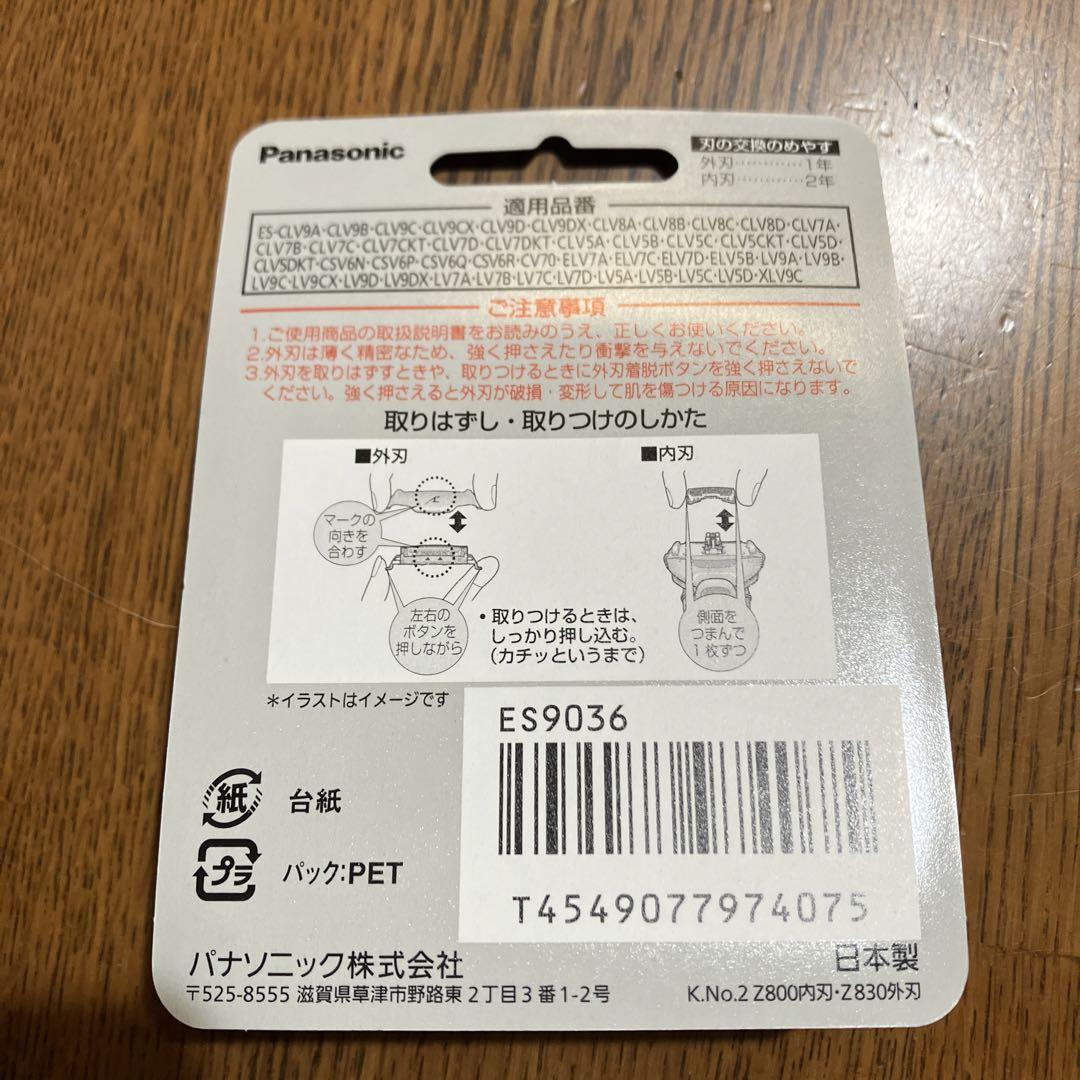 Panasonic
刃の交換のめやす
外刃…………1年
内刃…………2年
適用品番
ES-CLV9A・CLV9B・CLV9C・CLV9CX・CLV9D・CLV9DX・CLV8A・CLV8B・CLV8C・CLV8D・CLV7A・
CLV7B・CLV7C・CLV7CKT・CLV7D・CLV7DKT・CLV5A・CLV5B・CLV5C・CLV5CKT・CLV5D・
CLV5DKT・CSV6N・CSV6P・CSV6Q・CSV6R・CV70・ELV7A・ELV7C・ELV7D・ELV5B・LV9A・LV9B・
LV9C・LV9CX・LV9D・LV9DX・LV7A・LV7B・LV7C・LV7D・LV5A・LV5B・LV5C・LV5D・XLV9C
ご注意事項
1.ご使用商品の取扱説明書をお読みのうえ、正しくお使いください。
2.外刃は薄く精密なため、強く押さえたり衝撃を与えないでください。
3.外刃を取りはずすときや、取りつけるときに外刃着脱ボタンを強く押さえないで
ください。強く押さえると外刃が破損・変形して肌を傷つける原因になります。
取りはずし・取りつけのしかた
■外刃
マークの
向きを
合わす
左右の
ボタンを
押しながら
・取りつけるときは、
しっかり押し込む。
(カチッというまで)
■内刃
側面を
つまんで
1枚ずつ
*イラストはイメージです
ES9036
T4549077974075
紙 台紙
プラ パック:PET
パナソニック株式会社
〒525-8555 滋賀県草津市野路東2丁目3番1-2号
日本製
K.No.2 Z800内刃・Z830外刃